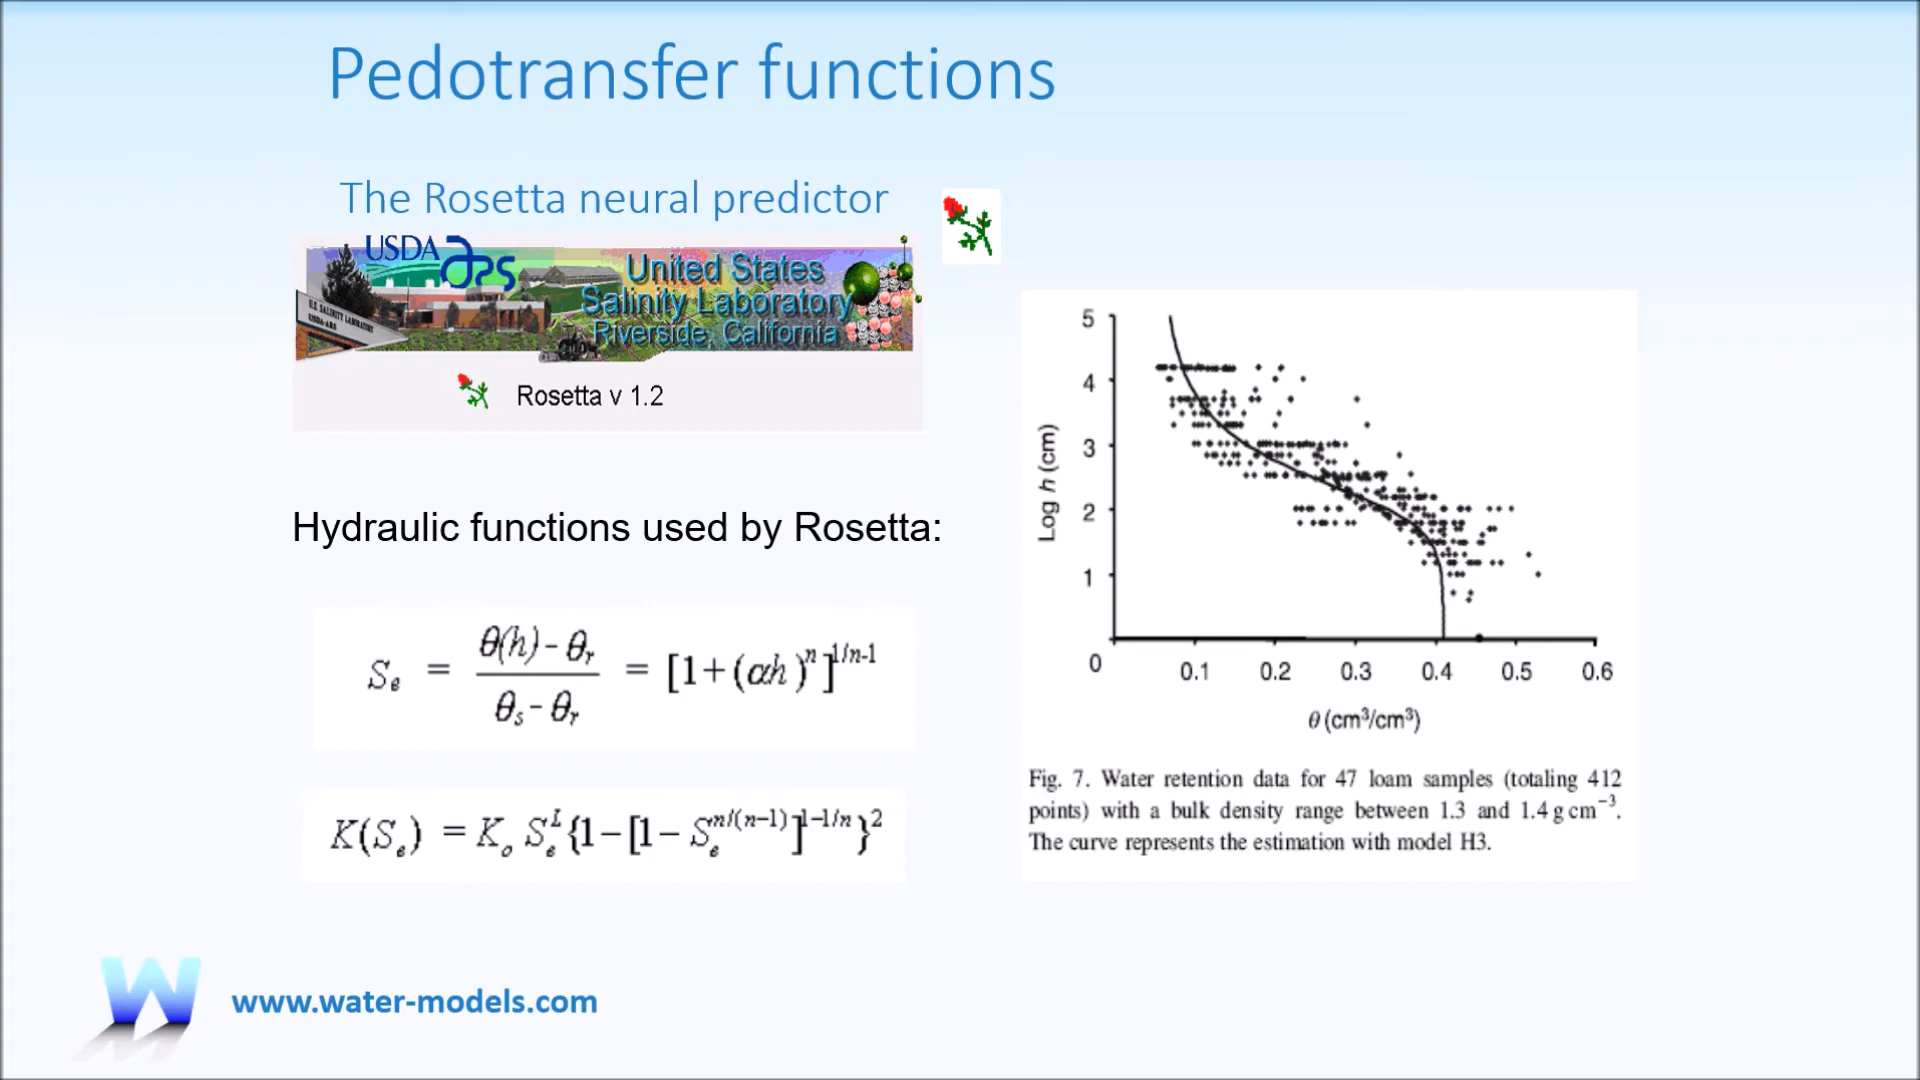 Pedotransfer functions
The Rosetta neural predictor
USDA ars
United States
Salinity Laboratory
Riverside, California
U.S. SALINITY LABORATORY
USDA-ARS
Rosetta v 1.2
Hydraulic functions used by Rosetta:
Sₑ = (θ(h) - θᵣ) / (θₛ - θᵣ) = [1+(αh)ⁿ]^(1/n-1)
K(Sₑ) = Kₒ Sₑ^L {1-[1-Sₑ^(n/(n-1))]^(1-1/n)}²
5
4
3
2
1
0
Log h (cm)
0.1 0.2 0.3 0.4 0.5 0.6
θ (cm³/cm³)
Fig. 7. Water retention data for 47 loam samples (totaling 412
points) with a bulk density range between 1.3 and 1.4 g cm⁻³.
The curve represents the estimation with model H3.
W
www.water-models.com